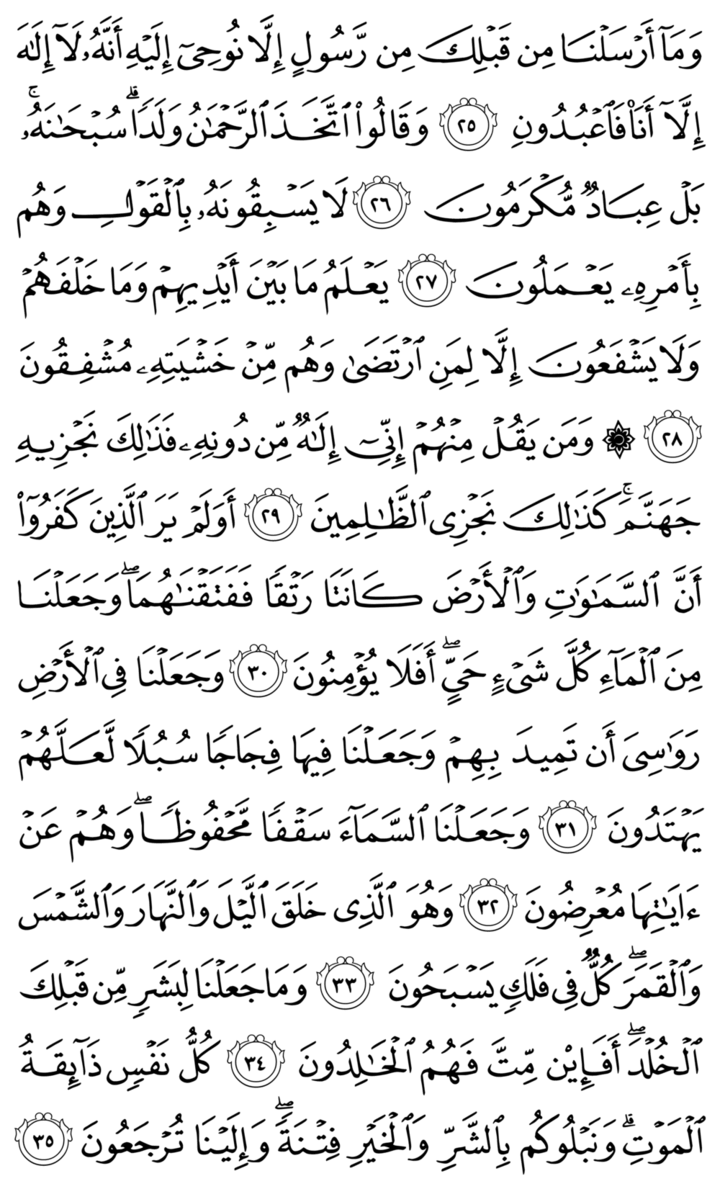 وَمَآ أَرْسَلْنَا مِن قَبْلِكَ مِن رَّسُولٍ إِلَّا نُوحِىٓ إِلَيْهِ أَنَّهُۥ لَآ إِلَٰهَ
إِلَّآ أَنَا۠ فَٱعْبُدُونِ ٢٥ وَقَالُوا۟ ٱتَّخَذَ ٱلرَّحْمَٰنُ وَلَدًا ۗ سُبْحَٰنَهُۥ ۚ
بَلْ عِبَادٌ مُّكْرَمُونَ ٢٦ لَا يَسْبِقُونَهُۥ بِٱلْقَوْلِ وَهُم
بِأَمْرِهِۦ يَعْمَلُونَ ٢٧ يَعْلَمُ مَا بَيْنَ أَيْدِيهِمْ وَمَا خَلْفَهُمْ
وَلَا يَشْفَعُونَ إِلَّا لِمَنِ ٱرْتَضَىٰ وَهُم مِّنْ خَشْيَتِهِۦ مُشْفِقُونَ
٢٨ ۞ وَمَن يَقُلْ مِنْهُمْ إِنِّىٓ إِلَٰهٌ مِّن دُونِهِۦ فَذَٰلِكَ نَجْزِيهِ
جَهَنَّمَ ۚ كَذَٰلِكَ نَجْزِى ٱلظَّٰلِمِينَ ٢٩ أَوَلَمْ يَرَ ٱلَّذِينَ كَفَرُوٓا۟
أَنَّ ٱلسَّمَٰوَٰتِ وَٱلْأَرْضَ كَانَتَا رَتْقًا فَفَتَقْنَٰهُمَا ۖ وَجَعَلْنَا
مِنَ ٱلْمَآءِ كُلَّ شَىْءٍ حَىٍّ ۖ أَفَلَا يُؤْمِنُونَ ٣٠ وَجَعَلْنَا فِى ٱلْأَرْضِ
رَوَٰسِىَ أَن تَمِيدَ بِهِمْ وَجَعَلْنَا فِيهَا فِجَاجًا سُبُلًا لَّعَلَّهُمْ
يَهْتَدُونَ ٣١ وَجَعَلْنَا ٱلسَّمَآءَ سَقْفًا مَّحْفُوظًا ۖ وَهُمْ عَنْ
ءَايَٰتِهَا مُعْرِضُونَ ٣٢ وَهُوَ ٱلَّذِى خَلَقَ ٱلَّيْلَ وَٱلنَّهَارَ وَٱلشَّمْسَ
وَٱلْقَمَرَ ۖ كُلٌّ فِى فَلَكٍ يَسْبَحُونَ ٣٣ وَمَا جَعَلْنَا لِبَشَرٍ مِّن قَبْلِكَ
ٱلْخُلْدَ ۖ أَفَإِي۟ن مِّتَّ فَهُمُ ٱلْخَٰلِدُونَ ٣٤ كُلُّ نَفْسٍ ذَآئِقَةُ
ٱلْمَوْتِ ۗ وَنَبْلُوكُم بِٱلشَّرِّ وَٱلْخَيْرِ فِتْنَةً ۖ وَإِلَيْنَا تُرْجَعُونَ ٣٥